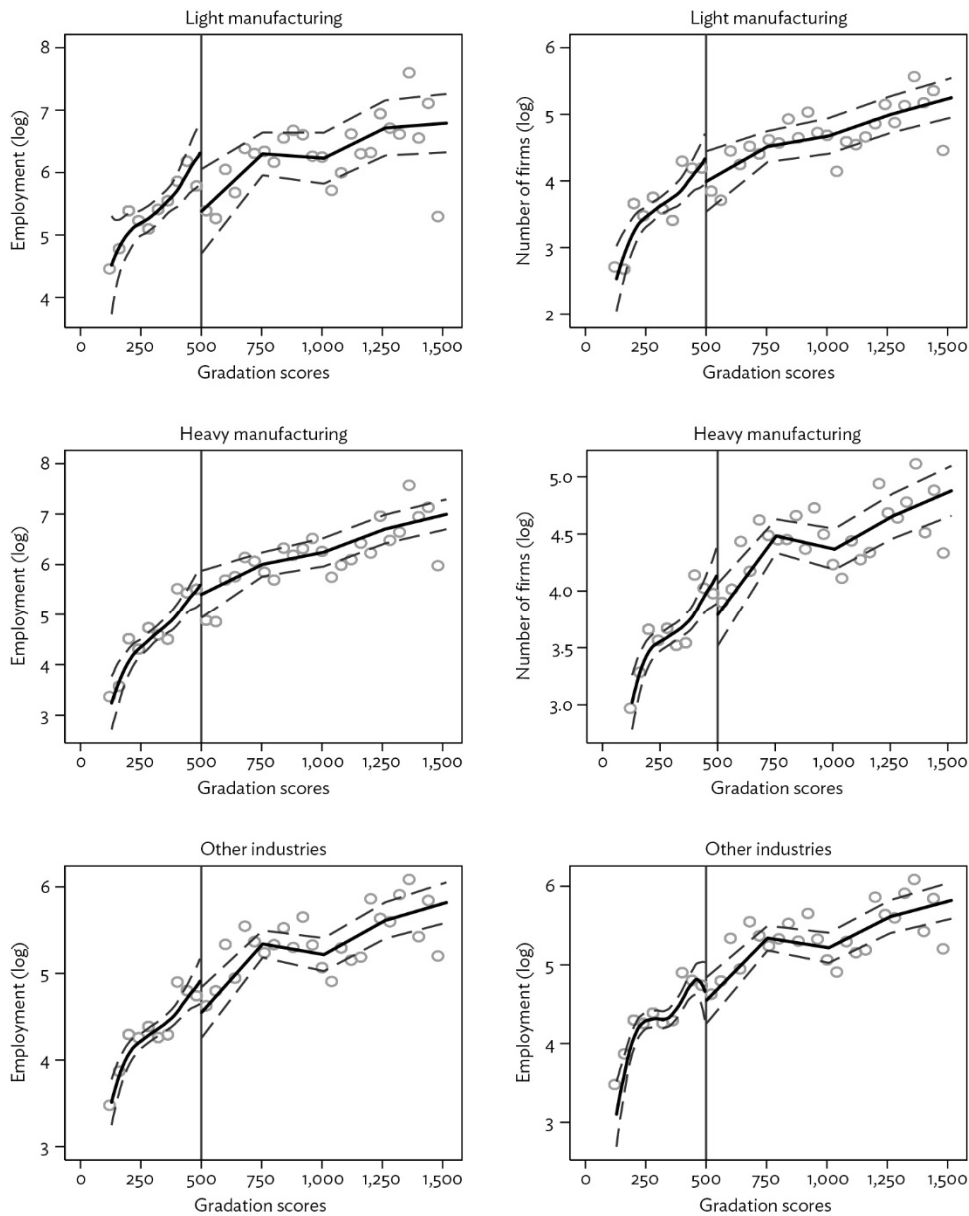 Light manufacturing
Employment (log)
8
7
6
5
4
0 250 500 750 1,000 1,250 1,500
Gradation scores
Light manufacturing
Number of firms (log)
6
5
4
3
2
0 250 500 750 1,000 1,250 1,500
Gradation scores
Heavy manufacturing
Employment (log)
8
7
6
5
4
3
0 250 500 750 1,000 1,250 1,500
Gradation scores
Heavy manufacturing
Number of firms (log)
5.0
4.5
4.0
3.5
3.0
0 250 500 750 1,000 1,250 1,500
Gradation scores
Other industries
Employment (log)
6
5
4
3
0 250 500 750 1,000 1,250 1,500
Gradation scores
Other industries
Employment (log)
6
5
4
3
0 250 500 750 1,000 1,250 1,500
Gradation scores